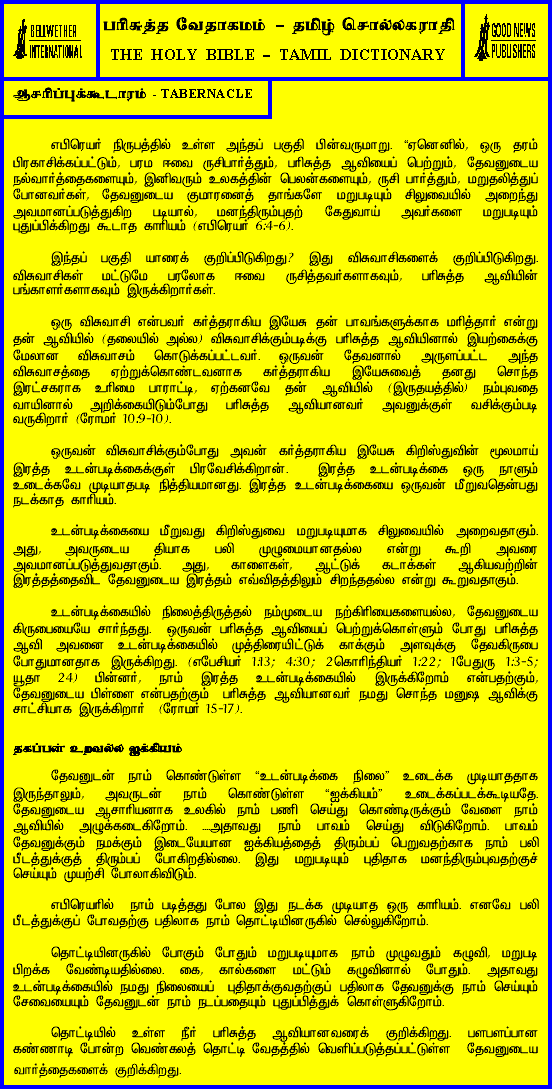 BELLWETHER
INTERNATIONAL
பரிசுத்த வேதாகமம் – தமிழ் சொல்லகராதி
THE HOLY BIBLE – TAMIL DICTIONARY
GOOD NEWS
PUBLISHERS
ஆசரிப்புக்கூடாரம் - TABERNACLE
எபிரெயர் நிருபத்தில் உள்ள அந்தப் பகுதி பின்வருமாறு. “ஏனெனில், ஒரு தரம்
பிரகாசிக்கப்பட்டும், பரம ஈவை ருசிபார்த்தும், பரிசுத்த ஆவியைப் பெற்றும், தேவனுடைய
நல்வார்த்தைகளையும், இனிவரும் உலகத்தின் பெலன்களையும், ருசி பார்த்தும், மறுதலித்துப்
போனவர்கள், தேவனுடைய குமாரனைத் தாங்களே மறுபடியும் சிலுவையில் அறைந்து
அவமானப்படுத்துகிற படியால், மனந்திரும்புதற் கேதுவாய் அவர்களை மறுபடியும்
புதுப்பிக்கிறது கூடாத காரியம் (எபிரெயர் 6:4-6).
இந்தப் பகுதி யாரைக் குறிப்பிடுகிறது? இது விசுவாசிகளைக் குறிப்பிடுகிறது.
விசுவாசிகள் மட்டுமே பரலோக ஈவை ருசித்தவர்களாகவும், பரிசுத்த ஆவியின்
பங்காளர்களாகவும் இருக்கிறார்கள்.
ஒரு விசுவாசி என்பவர் கர்த்தராகிய இயேசு தன் பாவங்களுக்காக மரித்தார் என்று
தன் ஆவியில் (தலையில் அல்ல) விசுவாசிக்கும்படிக்கு பரிசுத்த ஆவியினால் இயற்கைக்கு
மேலான விசுவாசம் கொடுக்கப்பட்டவர். ஒருவன் தேவனால் அருளப்பட்ட அந்த
விசுவாசத்தை ஏற்றுக்கொண்டவனாக கர்த்தராகிய இயேசுவைத் தனது சொந்த
இரட்சகராக உரிமை பாராட்டி, ஏற்கனவே தன் ஆவியில் (இருதயத்தில்) நம்புவதை
வாயினால் அறிக்கையிடும்போது பரிசுத்த ஆவியானவர் அவனுக்குள் வசிக்கும்படி
வருகிறார் (ரோமர் 10:9-10).
ஒருவன் விசுவாசிக்கும்போது அவன் கர்த்தராகிய இயேசு கிறிஸ்துவின் மூலமாய்
இரத்த உடன்படிக்கைக்குள் பிரவேசிக்கிறான். இரத்த உடன்படிக்கை ஒரு நாளும்
உடைக்கவே முடியாதபடி நித்தியமானது. இரத்த உடன்படிக்கையை ஒருவன் மீறுவதென்பது
நடக்காத காரியம்.
உடன்படிக்கையை மீறுவது கிறிஸ்துவை மறுபடியுமாக சிலுவையில் அறைவதாகும்.
அது, அவருடைய தியாக பலி முழுமையானதல்ல என்று கூறி அவரை
அவமானப்படுத்துவதாகும். அது, காளைகள், ஆட்டுக் கடாக்கள் ஆகியவற்றின்
இரத்தத்தைவிட தேவனுடைய இரத்தம் எவ்விதத்திலும் சிறந்ததல்ல என்று கூறுவதாகும்.
உடன்படிக்கையில் நிலைத்திருத்தல் நம்முடைய நற்கிரியைகளையல்ல, தேவனுடைய
கிருபையையே சார்ந்தது. ஒருவன் பரிசுத்த ஆவியைப் பெற்றுக்கொள்ளும் போது பரிசுத்த
ஆவி அவனை உடன்படிக்கையில் முத்திரையிட்டுக் காக்கும் அளவுக்கு தேவகிருபை
போதுமானதாக இருக்கிறது. (எபேசியர் 1:13; 4:30; 2கொரிந்தியர் 1:22; 1பேதுரு 1:3-5;
யூதா 24) பின்னர், நாம் இரத்த உடன்படிக்கையில் இருக்கிறோம் என்பதற்கும்,
தேவனுடைய பிள்ளை என்பதற்கும் பரிசுத்த ஆவியானவர் நமது சொந்த மனுஷ ஆவிக்கு
சாட்சியாக இருக்கிறார் (ரோமர் 15-17).
தகப்பன் உறவல்ல ஐக்கியம்
தேவனுடன் நாம் கொண்டுள்ள “உடன்படிக்கை நிலை” உடைக்க முடியாததாக
இருந்தாலும், அவருடன் நாம் கொண்டுள்ள “ஐக்கியம்” உடைக்கப்படக்கூடியதே.
தேவனுடைய ஆசாரியனாக உலகில் நாம் பணி செய்து கொண்டிருக்கும் வேளை நாம்
ஆவியில் அழுக்கடைகிறோம். ...அதாவது நாம் பாவம் செய்து விடுகிறோம். பாவம்
தேவனுக்கும் நமக்கும் இடையேயான ஐக்கியத்தைத் திரும்பப் பெறுவதற்காக நாம் பலி
பீடத்துக்குத் திரும்பப் போகிறதில்லை. இது மறுபடியும் புதிதாக மனந்திரும்புவதற்குச்
செய்யும் முயற்சி போலாகிவிடும்.
எபிரெயரில் நாம் படித்தது போல இது நடக்க முடியாத ஒரு காரியம். எனவே பலி
பீடத்துக்குப் போவதற்கு பதிலாக நாம் தொட்டியினருகில் செல்லுகிறோம்.
தொட்டியினருகில் போகும் போதும் மறுபடியுமாக நாம் முழுவதும் கழுவி, மறுபடி
பிறக்க வேண்டியதில்லை. கை, கால்களை மட்டும் கழுவினால் போதும். அதாவது
உடன்படிக்கையில் நமது நிலையைப் புதிதாக்குவதற்குப் பதிலாக தேவனுக்கு நாம் செய்யும்
சேவையையும் தேவனுடன் நாம் நடப்பதையும் புதுப்பித்துக் கொள்ளுகிறோம்.
தொட்டியில் உள்ள நீர் பரிசுத்த ஆவியானவரைக் குறிக்கிறது. பளபளப்பான
கண்ணாடி போன்ற வெண்கலத் தொட்டி வேதத்தில் வெளிப்படுத்தப்பட்டுள்ள தேவனுடைய
வார்த்தைகளைக் குறிக்கிறது.